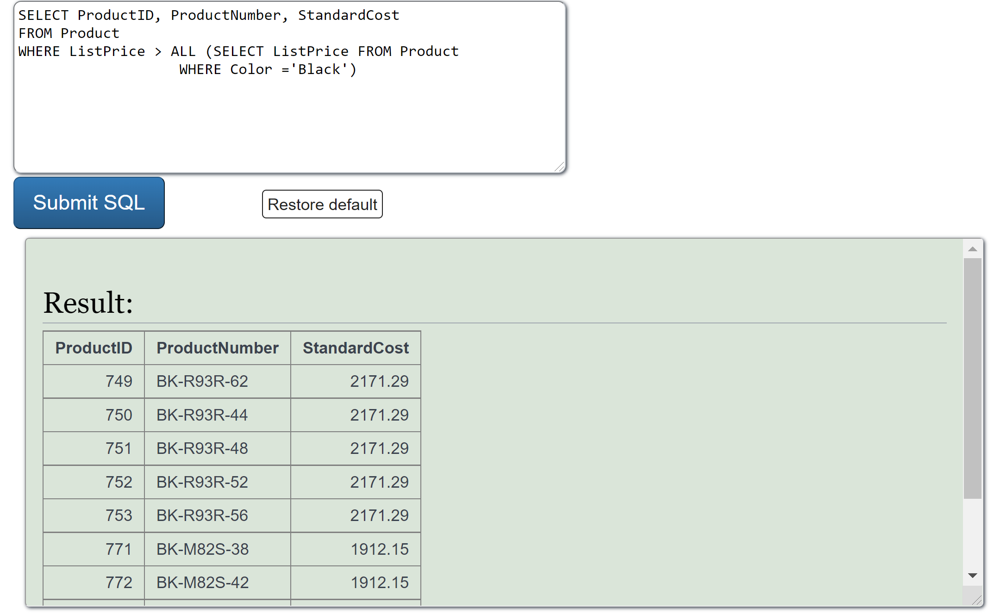 SELECT ProductID, ProductNumber, StandardCost
FROM Product
WHERE ListPrice > ALL (SELECT ListPrice FROM Product
WHERE Color ='Black')
Submit SQL
Restore default
Result:
ProductID ProductNumber StandardCost
749 BK-R93R-62 2171.29
750 BK-R93R-44 2171.29
751 BK-R93R-48 2171.29
752 BK-R93R-52 2171.29
753 BK-R93R-56 2171.29
771 BK-M82S-38 1912.15
772 BK-M82S-42 1912.15